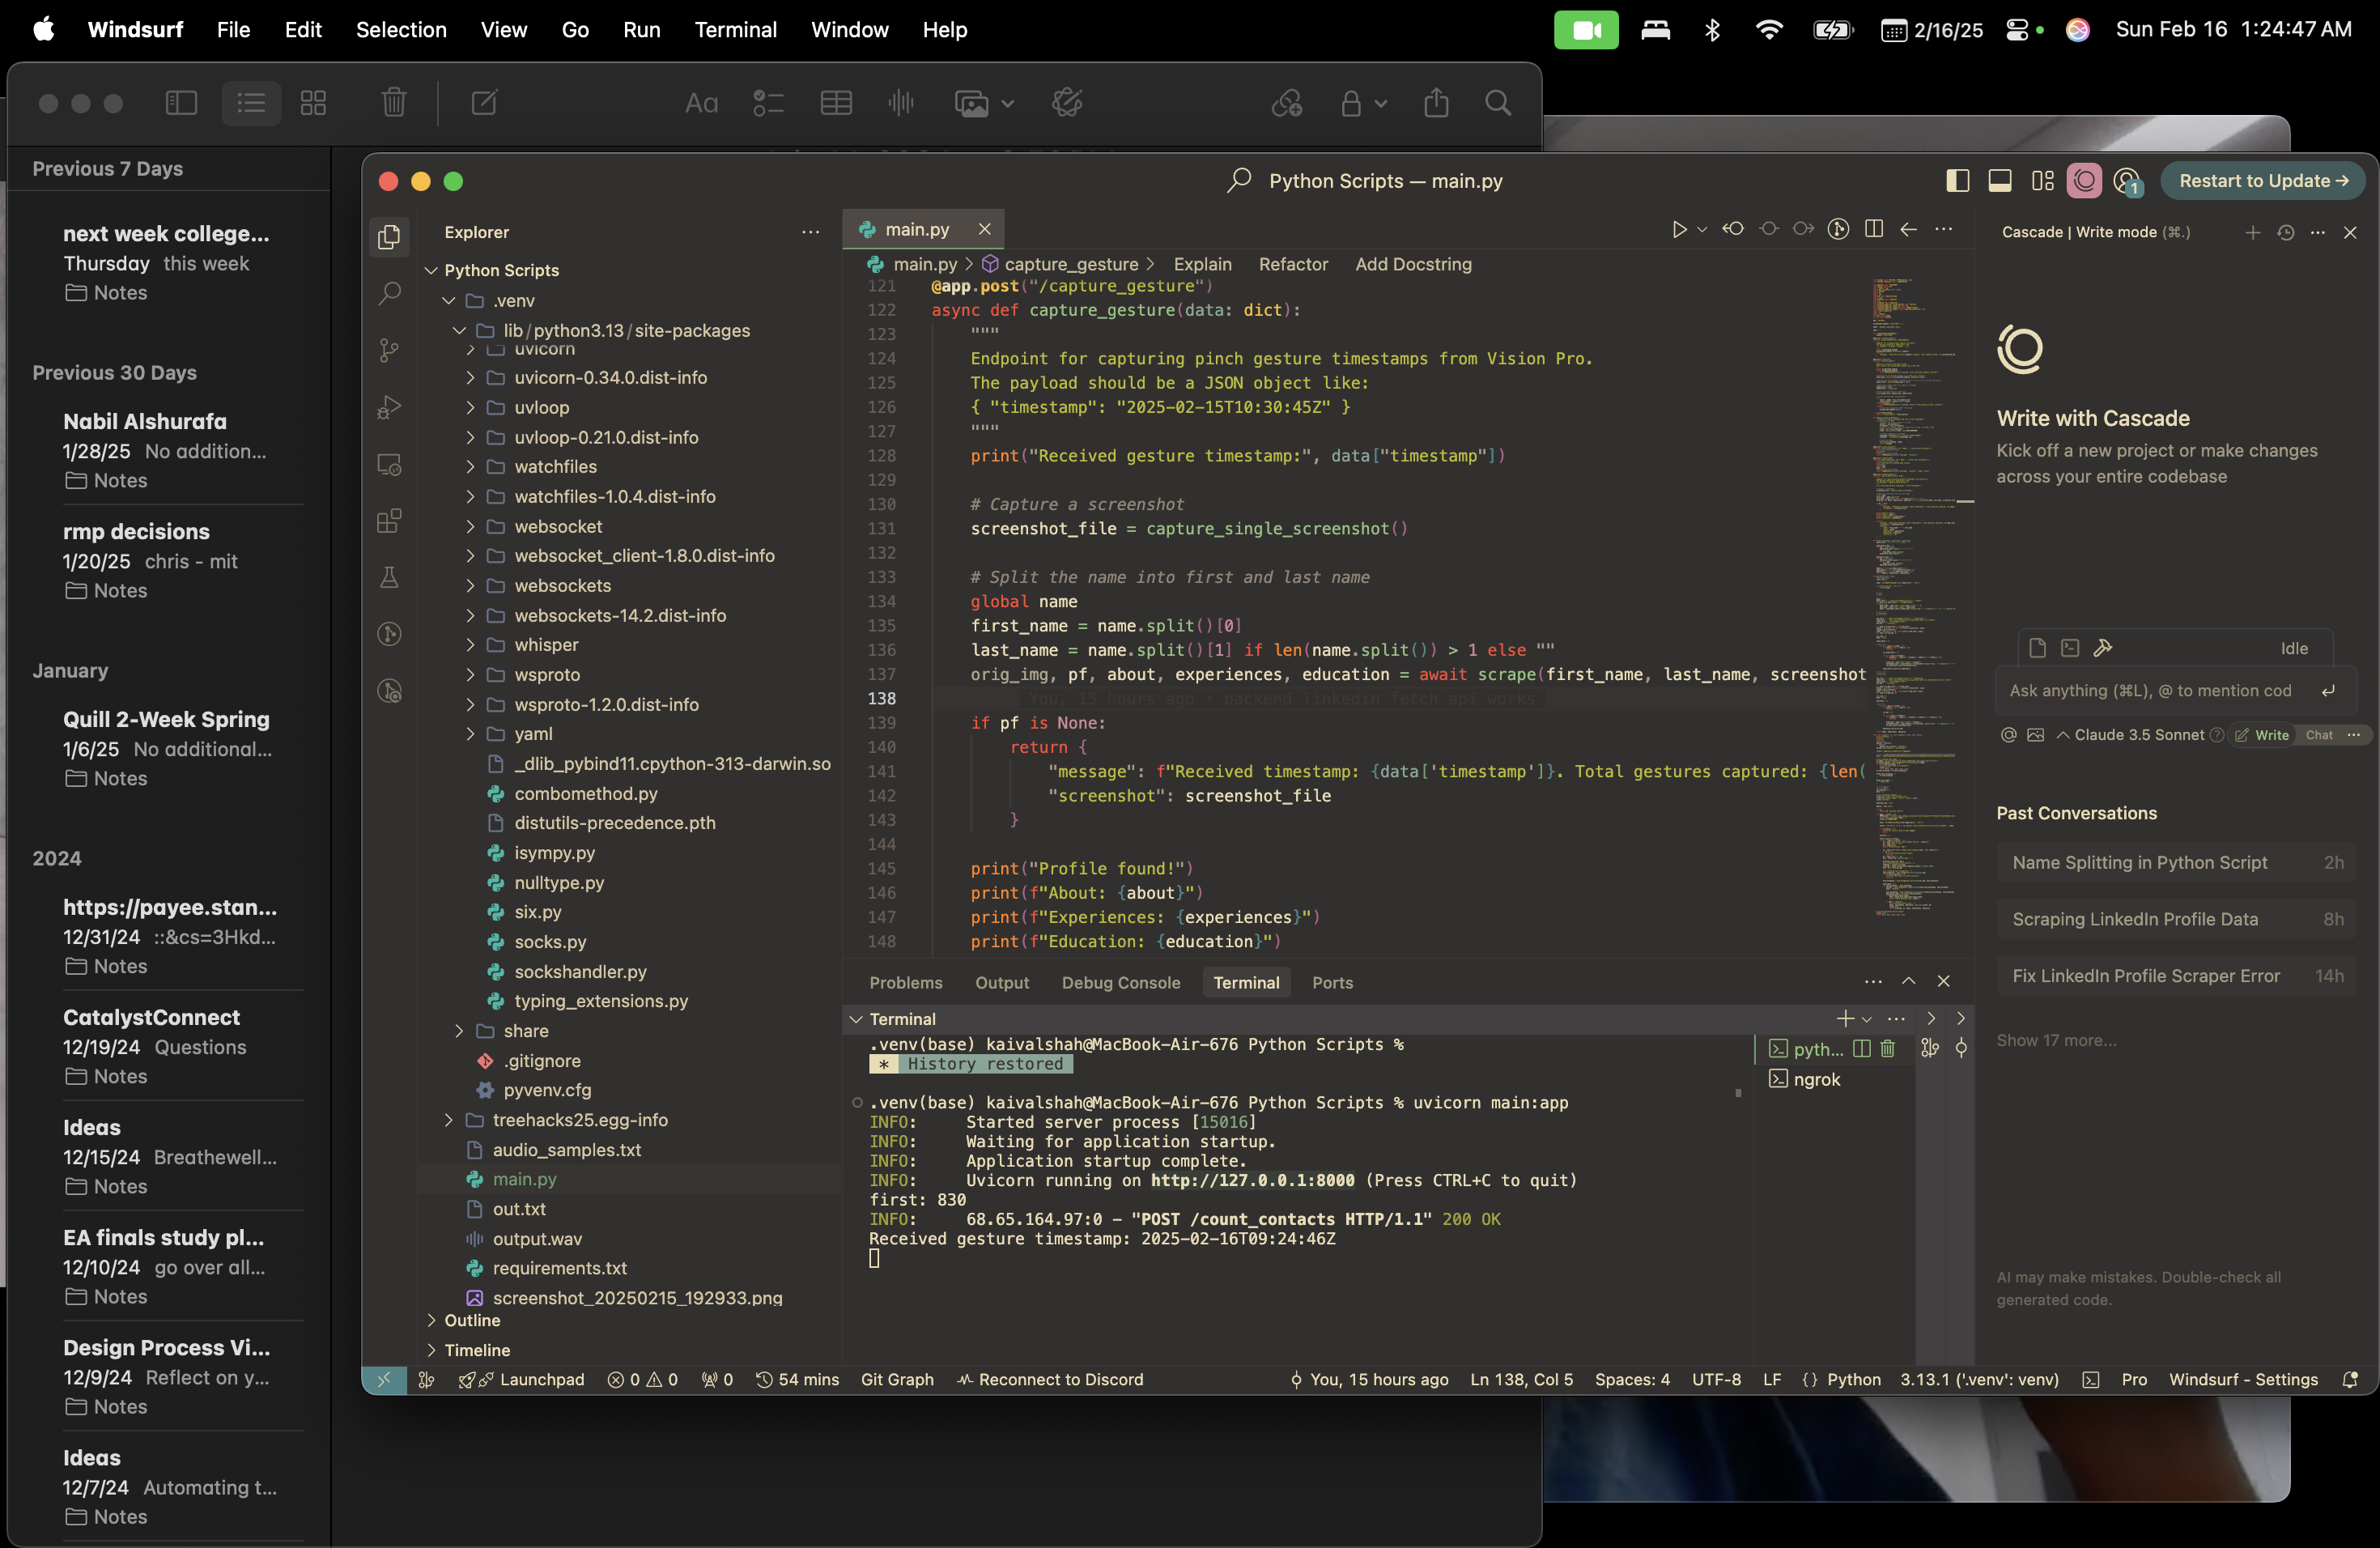 Windsurf File Edit Selection View Go Run Terminal Window Help
2/16/25 Sun Feb 16 1:24:47 AM
Aa
Previous 7 Days
next week college...
Thursday this week
Notes
Previous 30 Days
Nabil Alshurafa
1/28/25 No addition...
Notes
rmp decisions
1/20/25 chris - mit
Notes
January
Quill 2-Week Spring
1/6/25 No additional...
Notes
2024
https://payee.stan...
12/31/24 ::&cs=3Hkd...
Notes
CatalystConnect
12/19/24 Questions
Notes
Ideas
12/15/24 Breathewell...
Notes
EA finals study pl...
12/10/24 go over all...
Notes
Design Process Vi...
12/9/24 Reflect on y...
Notes
Ideas
12/7/24 Automating t...
Notes
Python Scripts — main.py
1
Restart to Update →
Explorer
Python Scripts
.venv
lib/python3.13/site-packages
uvicorn
uvicorn-0.34.0.dist-info
uvloop
uvloop-0.21.0.dist-info
watchfiles
watchfiles-1.0.4.dist-info
websocket
websocket_client-1.8.0.dist-info
websockets
websockets-14.2.dist-info
whisper
wsproto
wsproto-1.2.0.dist-info
yaml
_dlib_pybind11.cpython-313-darwin.so
combomethod.py
distutils-precedence.pth
isympy.py
nulltype.py
six.py
socks.py
sockshandler.py
typing_extensions.py
share
.gitignore
pyvenv.cfg
treehacks25.egg-info
audio_samples.txt
main.py
out.txt
output.wav
requirements.txt
screenshot_20250215_192933.png
Outline
Timeline
main.py
main.py > capture_gesture > Explain Refactor Add Docstring
121 @app.post("/capture_gesture")
122 async def capture_gesture(data: dict):
123 """
124 Endpoint for capturing pinch gesture timestamps from Vision Pro.
125 The payload should be a JSON object like:
126 { "timestamp": "2025-02-15T10:30:45Z" }
127 """
128 print("Received gesture timestamp:", data["timestamp"])
129
130 # Capture a screenshot
131 screenshot_file = capture_single_screenshot()
132
133 # Split the name into first and last name
134 global name
135 first_name = name.split()[0]
136 last_name = name.split()[1] if len(name.split()) > 1 else ""
137 orig_img, pf, about, experiences, education = await scrape(first_name, last_name, screenshot
138 You, 15 hours ago • backend linkedin fetch api works
139 if pf is None:
140 return {
141 "message": f"Received timestamp: {data['timestamp']}. Total gestures captured: {len(
142 "screenshot": screenshot_file
143 }
144
145 print("Profile found!")
146 print(f"About: {about}")
147 print(f"Experiences: {experiences}")
148 print(f"Education: {education}")
Problems Output Debug Console Terminal Ports
Terminal
.venv(base) kaivalshah@MacBook-Air-676 Python Scripts %
* History restored
.venv(base) kaivalshah@MacBook-Air-676 Python Scripts % uvicorn main:app
INFO: Started server process [15016]
INFO: Waiting for application startup.
INFO: Application startup complete.
INFO: Uvicorn running on http://127.0.0.1:8000 (Press CTRL+C to quit)
first: 830
INFO: 68.65.164.97:0 - "POST /count_contacts HTTP/1.1" 200 OK
Received gesture timestamp: 2025-02-16T09:24:46Z
pyth...
ngrok
Cascade | Write mode (⌘.)
Write with Cascade
Kick off a new project or make changes
across your entire codebase
Idle
Ask anything (⌘L), @ to mention cod
Claude 3.5 Sonnet Write Chat
Past Conversations
Name Splitting in Python Script 2h
Scraping LinkedIn Profile Data 8h
Fix LinkedIn Profile Scraper Error 14h
Show 17 more...
AI may make mistakes. Double-check all
generated code.
Launchpad 0 0 0 54 mins Git Graph Reconnect to Discord You, 15 hours ago Ln 138, Col 5 Spaces: 4 UTF-8 LF {} Python 3.13.1 ('.venv': venv) Pro Windsurf - Settings